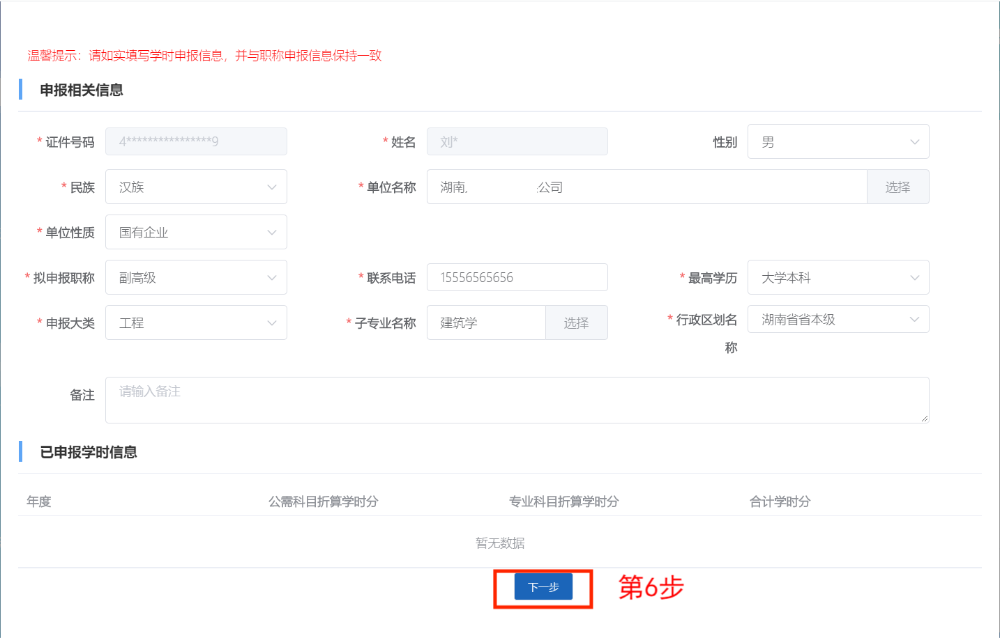 温馨提示：请如实填写学时申报信息，并与职称申报信息保持一致
申报相关信息
* 证件号码 4****************9 * 姓名 刘* 性别 男
* 民族 汉族 * 单位名称 湖南 公司 选择
* 单位性质 国有企业
* 拟申报职称 副高级 * 联系电话 15556565656 * 最高学历 大学本科
* 申报大类 工程 * 子专业名称 建筑学 选择 * 行政区划名称 湖南省省本级
备注 请输入备注
已申报学时信息
年度 公需科目折算学时分 专业科目折算学时分 合计学时分
暂无数据
下一步 第6步